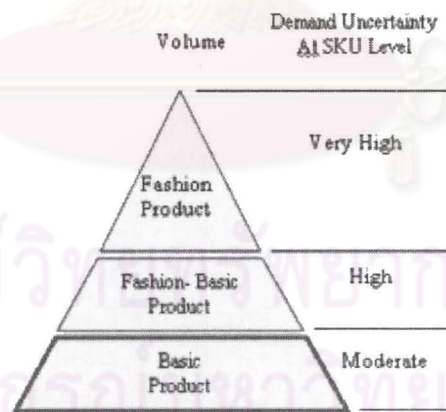 Volume
Demand Uncertainty
At SKU Level
Very High
Fashion
Product
High
Fashion- Basic
Product
Moderate
Basic
Product